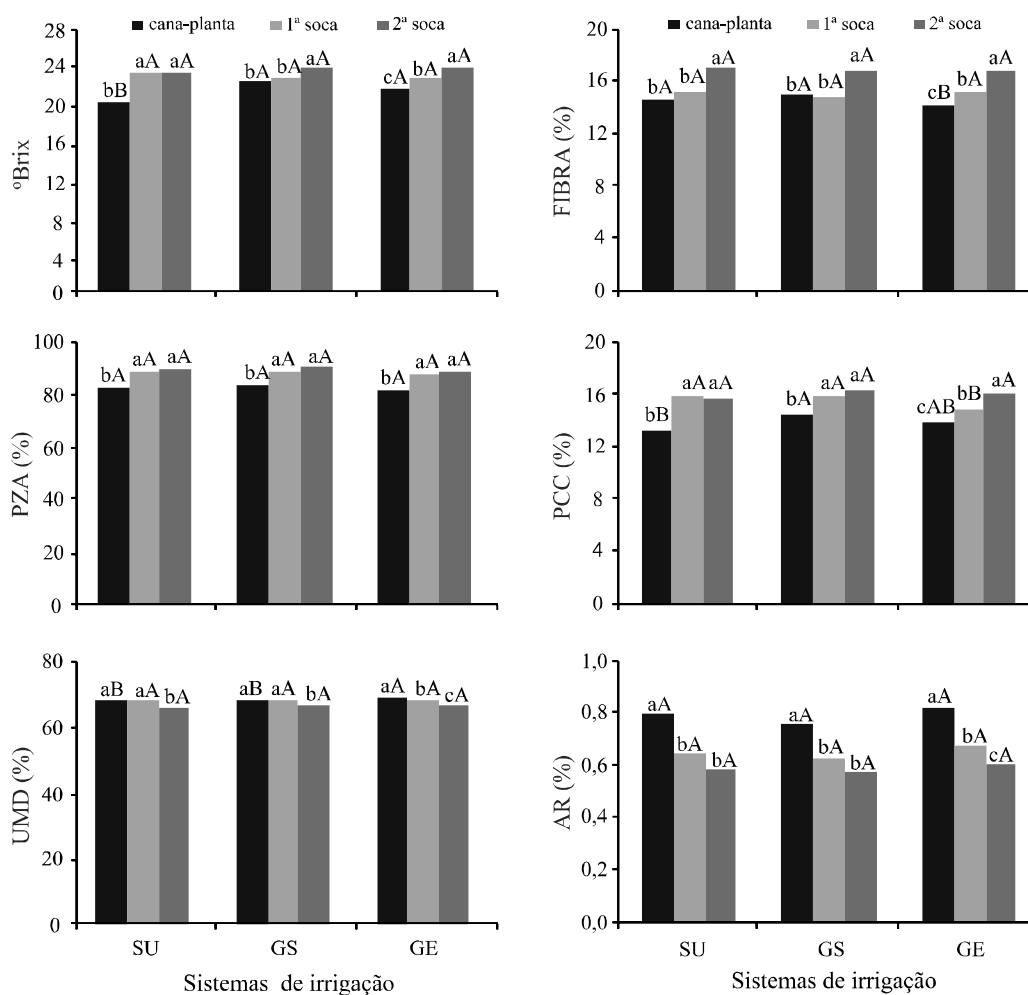 cana-planta 1ª soca 2ª soca
28
24
20
16
12
8
4
0
ºBrix
bB aA aA bA bA aA cA bA aA
cana-planta 1ª soca 2ª soca
20
16
12
8
4
0
FIBRA (%)
bA bA aA bA bA aA cB bA aA
100
80
60
40
20
0
PZA (%)
bA aA aA bA aA aA bA aA aA
20
16
12
8
4
0
PCC (%)
bB aA aA bA aA aA cAB bB aA
80
60
40
20
0
UMD (%)
aB aA bA aB aA bA aA bA cA
SU GS GE
Sistemas de irrigação
1,0
0,8
0,6
0,4
0,2
0,0
AR (%)
aA bA bA aA bA bA aA bA cA
SU GS GE
Sistemas de irrigação